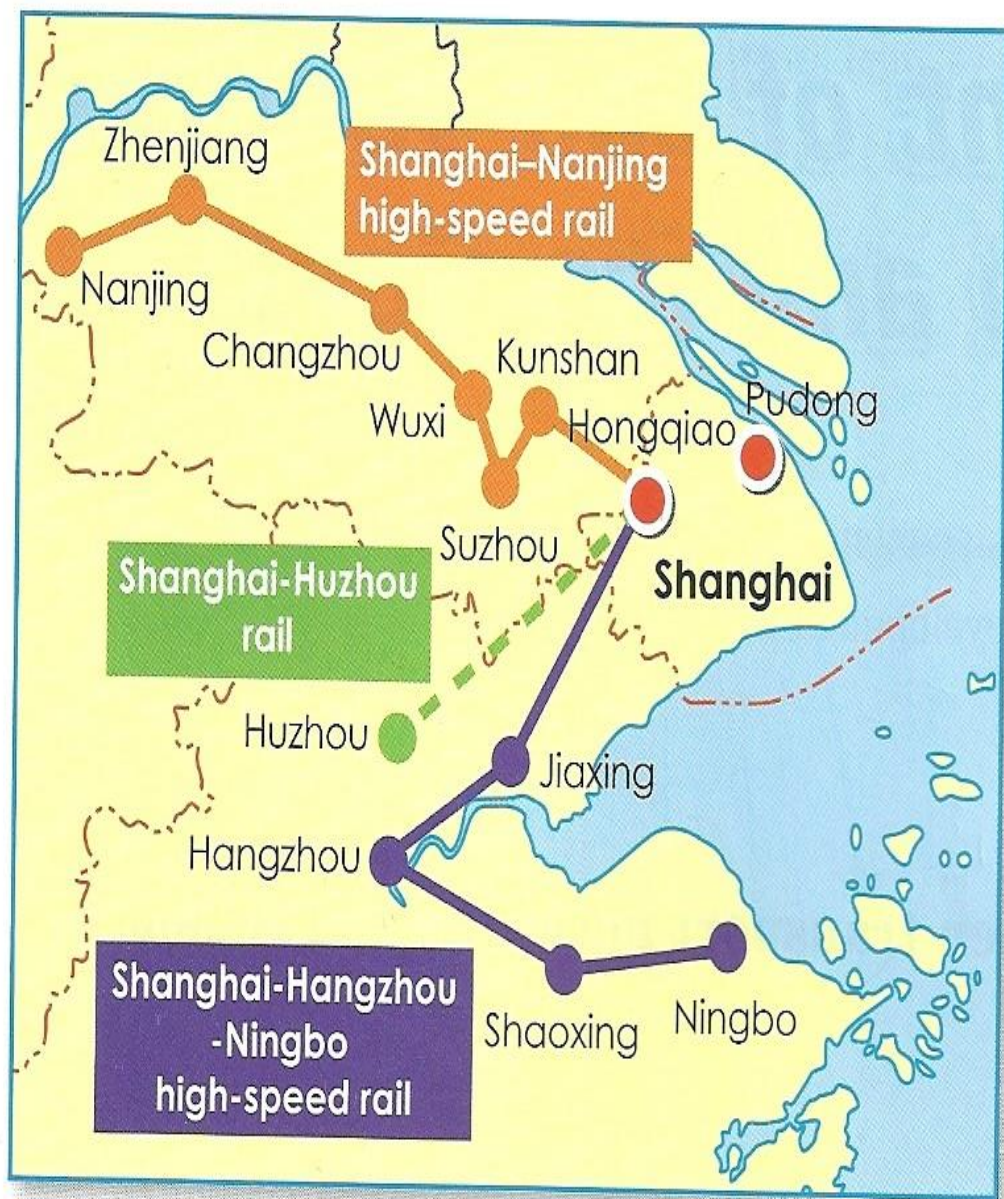 Zhenjiang
Shanghai–Nanjing
high-speed rail
Nanjing
Changzhou
Kunshan
Wuxi
Hongqiao
Pudong
Suzhou
Shanghai-Huzhou
rail
Shanghai
Huzhou
Jiaxing
Hangzhou
Shanghai-Hangzhou
-Ningbo
high-speed rail
Shaoxing
Ningbo